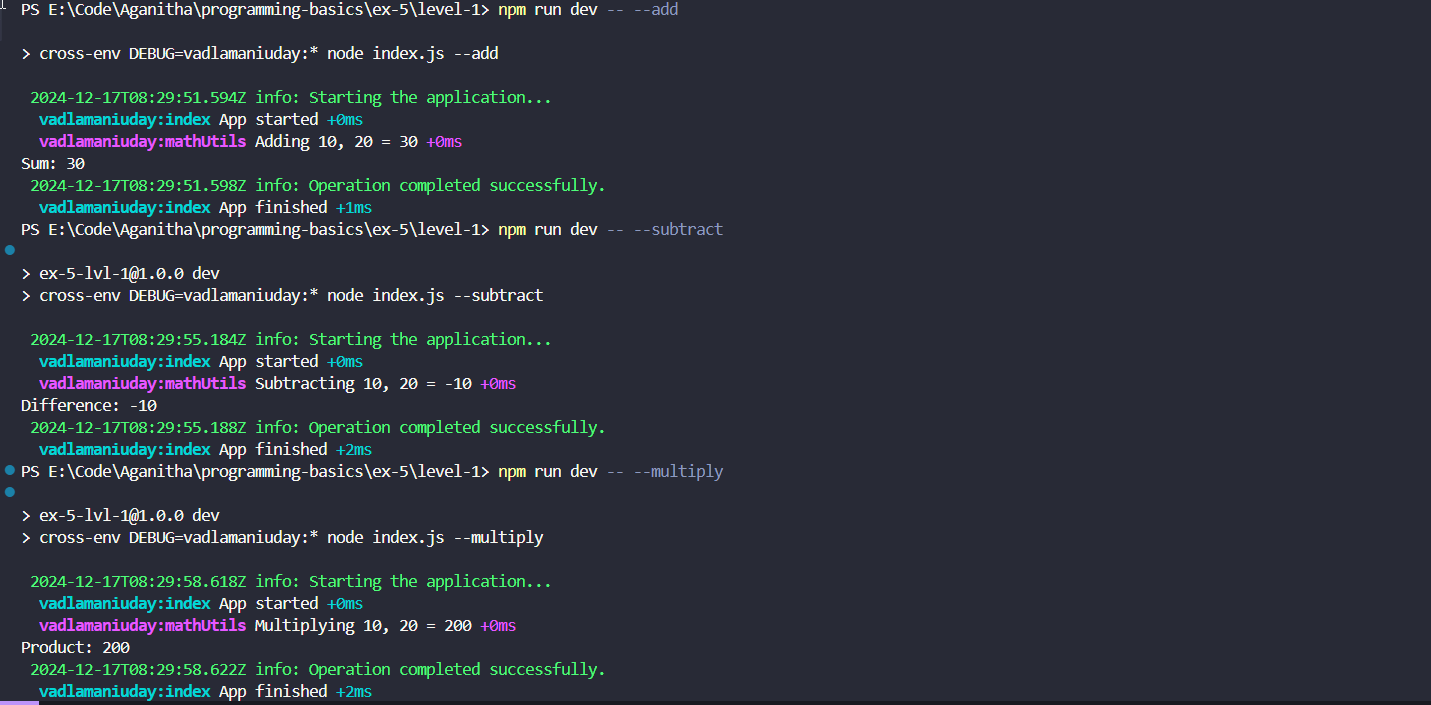 PS E:\Code\Aganitha\programming-basics\ex-5\level-1> npm run dev -- --add
> cross-env DEBUG=vadlamaniuday:* node index.js --add
2024-12-17T08:29:51.594Z info: Starting the application...
vadlamaniuday:index App started +0ms
vadlamaniuday:mathUtils Adding 10, 20 = 30 +0ms
Sum: 30
2024-12-17T08:29:51.598Z info: Operation completed successfully.
vadlamaniuday:index App finished +1ms
PS E:\Code\Aganitha\programming-basics\ex-5\level-1> npm run dev -- --subtract
> ex-5-lvl-1@1.0.0 dev
> cross-env DEBUG=vadlamaniuday:* node index.js --subtract
2024-12-17T08:29:55.184Z info: Starting the application...
vadlamaniuday:index App started +0ms
vadlamaniuday:mathUtils Subtracting 10, 20 = -10 +0ms
Difference: -10
2024-12-17T08:29:55.188Z info: Operation completed successfully.
vadlamaniuday:index App finished +2ms
PS E:\Code\Aganitha\programming-basics\ex-5\level-1> npm run dev -- --multiply
> ex-5-lvl-1@1.0.0 dev
> cross-env DEBUG=vadlamaniuday:* node index.js --multiply
2024-12-17T08:29:58.618Z info: Starting the application...
vadlamaniuday:index App started +0ms
vadlamaniuday:mathUtils Multiplying 10, 20 = 200 +0ms
Product: 200
2024-12-17T08:29:58.622Z info: Operation completed successfully.
vadlamaniuday:index App finished +2ms